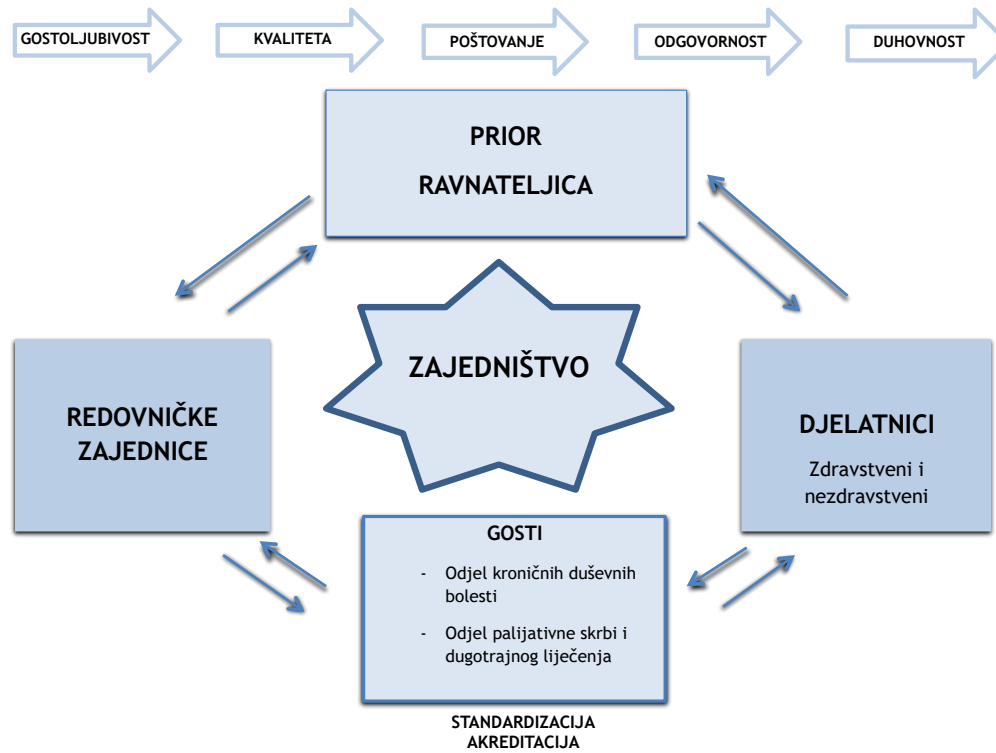 GOSTOLJUBIVOST
KVALITETA
POŠTOVANJE
ODGOVORNOST
DUHOVNOST
PRIOR
RAVNATELJICA
ZAJEDNIŠTVO
REDOVNIČKE
ZAJEDNICE
DJELATNICI
Zdravstveni i
nezdravstveni
GOSTI
- Odjel kroničnih duševnih
bolesti
- Odjel palijativne skrbi i
dugotrajnog liječenja
STANDARDIZACIJA
AKREDITACIJA